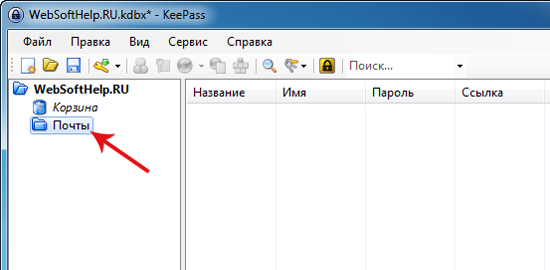 WebSoftHelp.RU.kdbx* - KeePass
Файл Правка Вид Сервис Справка
Поиск...
WebSoftHelp.RU
Корзина
Почты
Название Имя Пароль Ссылка